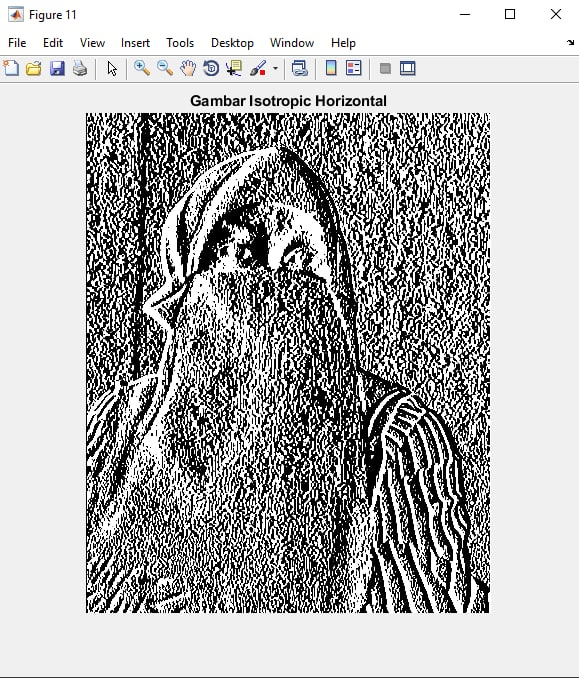 Figure 11
File Edit View Insert Tools Desktop Window Help
Gambar Isotropic Horizontal